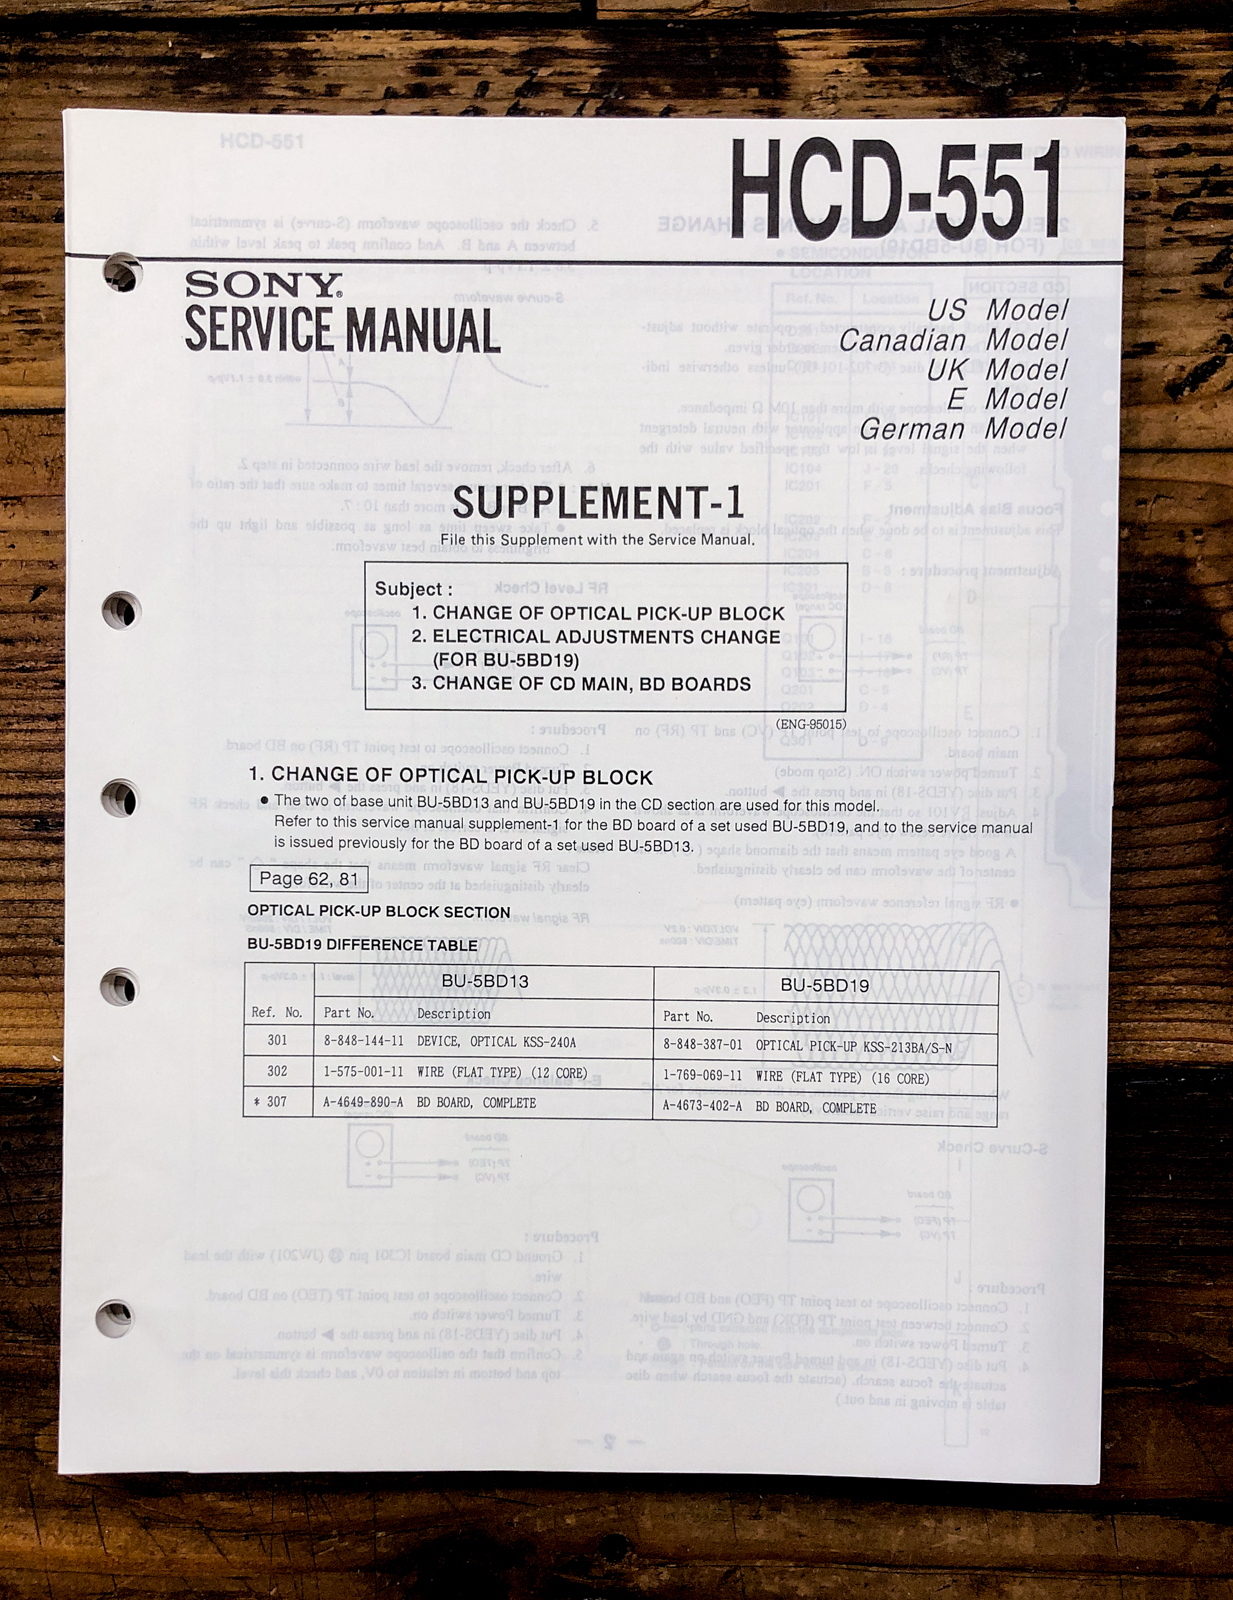 HCD-551
SONY®
SERVICE MANUAL
US Model
Canadian Model
UK Model
E Model
German Model
SUPPLEMENT-1
File this Supplement with the Service Manual.
Subject :
1. CHANGE OF OPTICAL PICK-UP BLOCK
2. ELECTRICAL ADJUSTMENTS CHANGE
(FOR BU-5BD19)
3. CHANGE OF CD MAIN, BD BOARDS
(ENG-95015)
1. CHANGE OF OPTICAL PICK-UP BLOCK
● The two of base unit BU-5BD13 and BU-5BD19 in the CD section are used for this model.
Refer to this service manual supplement-1 for the BD board of a set used BU-5BD19, and to the service manual
is issued previously for the BD board of a set used BU-5BD13.
Page 62, 81
OPTICAL PICK-UP BLOCK SECTION
BU-5BD19 DIFFERENCE TABLE
BU-5BD13 BU-5BD19
Ref. No. Part No. Description Part No. Description
301 8-848-144-11 DEVICE, OPTICAL KSS-240A 8-848-387-01 OPTICAL PICK-UP KSS-213BA/S-N
302 1-575-001-11 WIRE (FLAT TYPE) (12 CORE) 1-769-069-11 WIRE (FLAT TYPE) (16 CORE)
* 307 A-4649-890-A BD BOARD, COMPLETE A-4673-402-A BD BOARD, COMPLETE